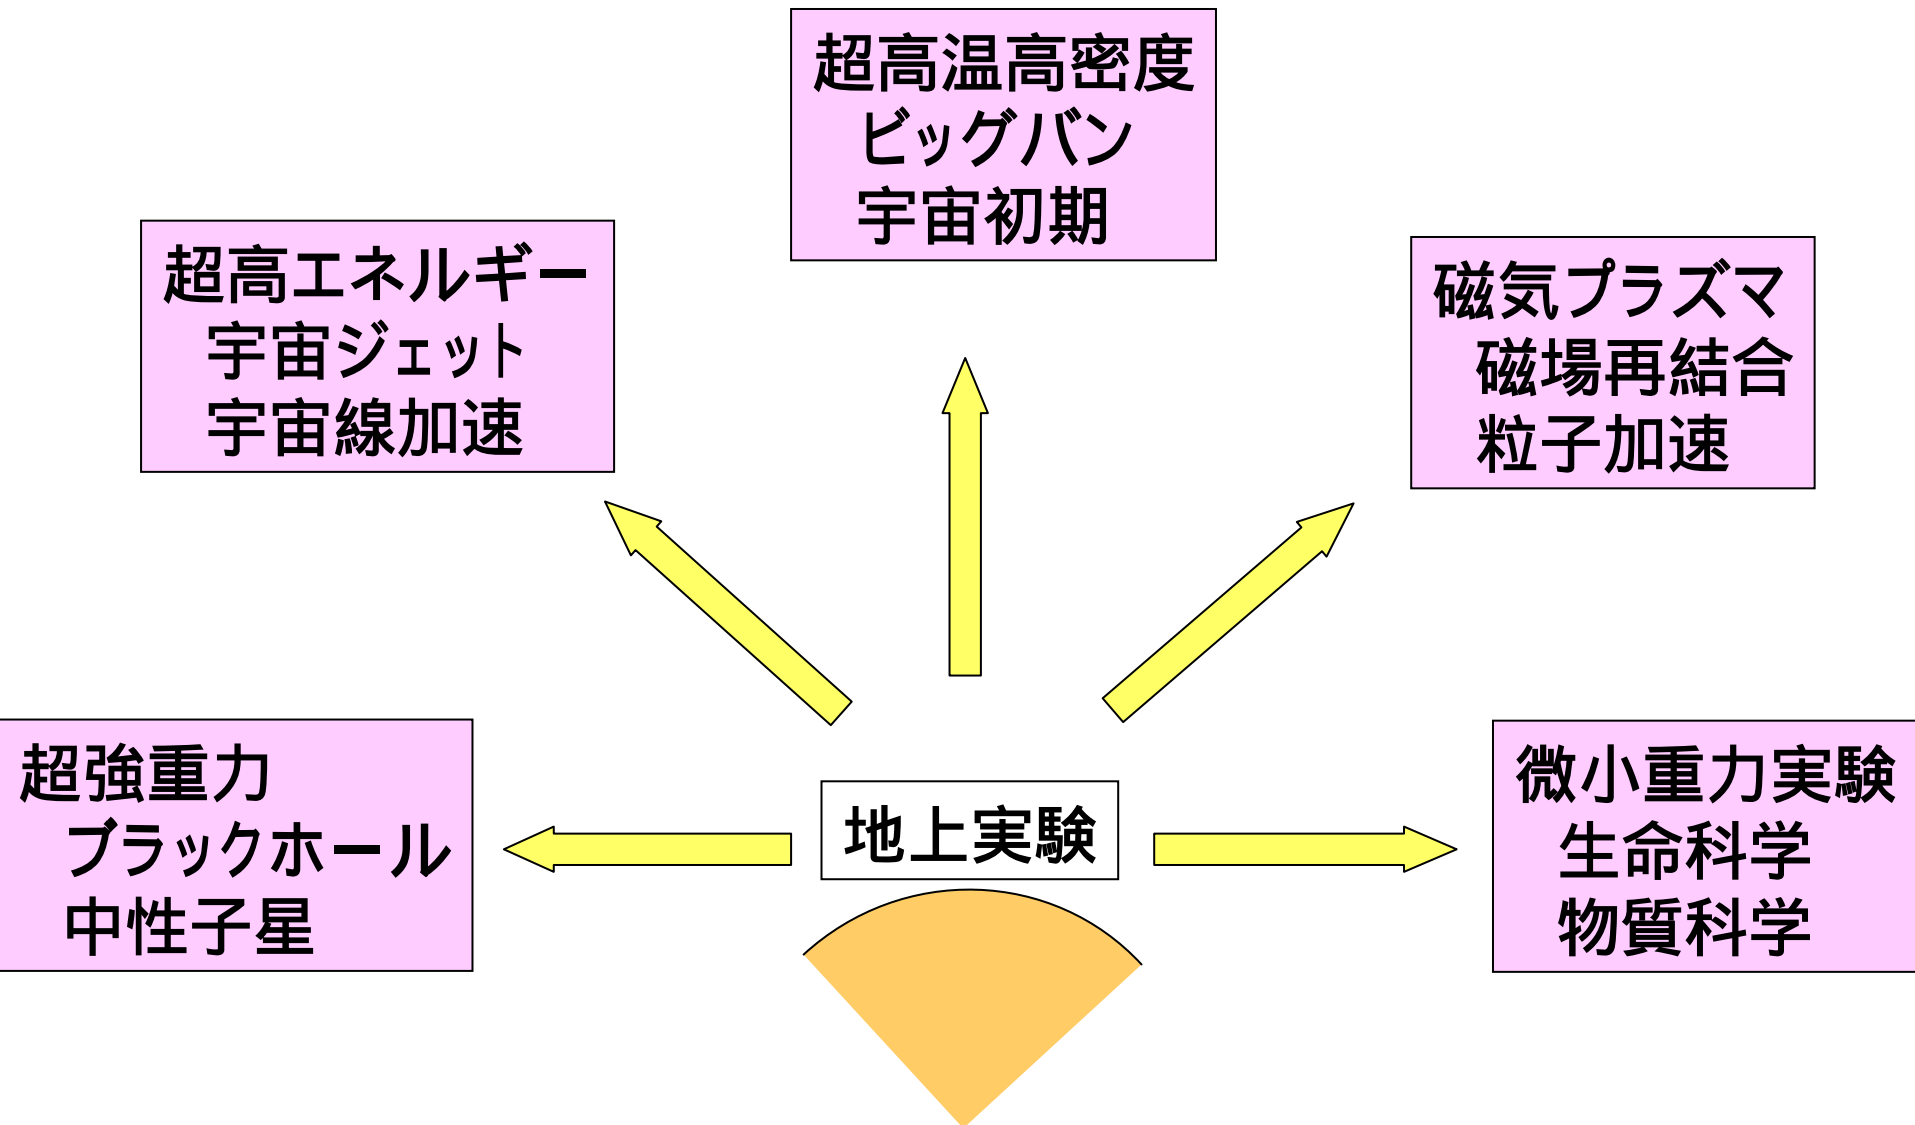 超高温高密度
ビッグバン
宇宙初期
超高エネルギー
宇宙ジェット
宇宙線加速
磁気プラズマ
磁場再結合
粒子加速
超強重力
ブラックホール
中性子星
地上実験
微小重力実験
生命科学
物質科学